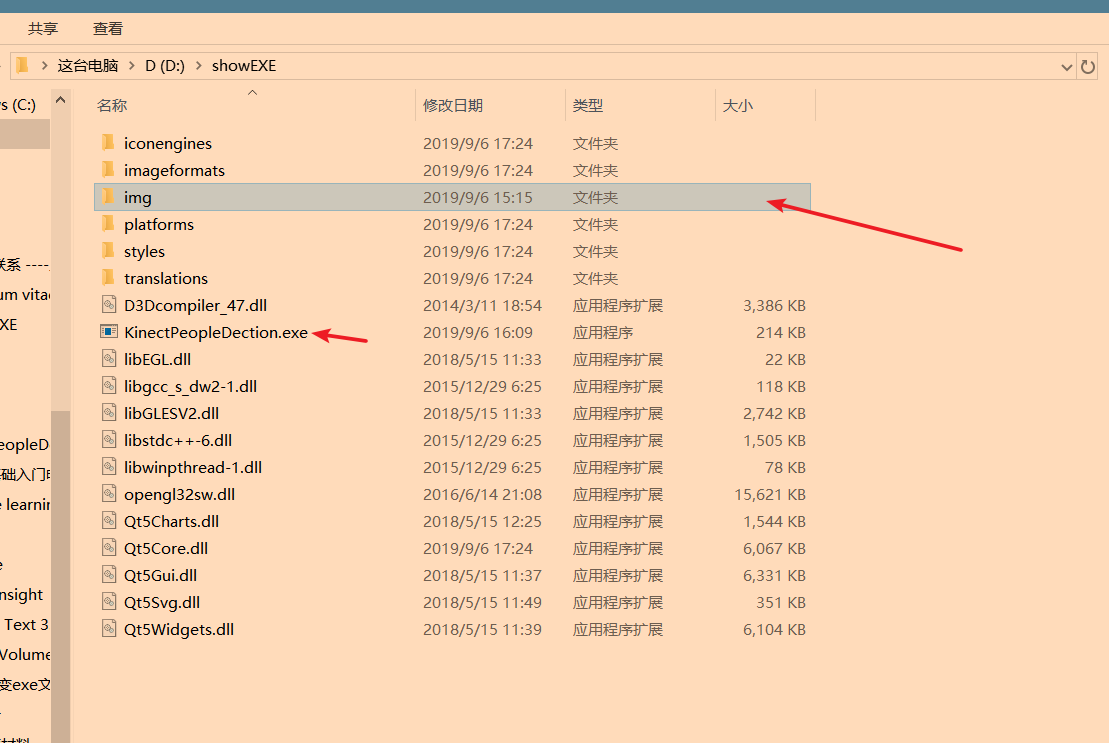 共享 查看
这台电脑 D (D:) showEXE
s (C:)
名称 修改日期 类型 大小
iconengines 2019/9/6 17:24 文件夹
imageformats 2019/9/6 17:24 文件夹
img 2019/9/6 15:15 文件夹
platforms 2019/9/6 17:24 文件夹
styles 2019/9/6 17:24 文件夹
translations 2019/9/6 17:24 文件夹
D3Dcompiler_47.dll 2014/3/11 18:54 应用程序扩展 3,386 KB
KinectPeopleDection.exe 2019/9/6 16:09 应用程序 214 KB
libEGL.dll 2018/5/15 11:33 应用程序扩展 22 KB
libgcc_s_dw2-1.dll 2015/12/29 6:25 应用程序扩展 118 KB
libGLESV2.dll 2018/5/15 11:33 应用程序扩展 2,742 KB
libstdc++-6.dll 2015/12/29 6:25 应用程序扩展 1,505 KB
libwinpthread-1.dll 2015/12/29 6:25 应用程序扩展 78 KB
opengl32sw.dll 2016/6/14 21:08 应用程序扩展 15,621 KB
Qt5Charts.dll 2018/5/15 12:25 应用程序扩展 1,544 KB
Qt5Core.dll 2019/9/6 17:24 应用程序扩展 6,067 KB
Qt5Gui.dll 2018/5/15 11:37 应用程序扩展 6,331 KB
Qt5Svg.dll 2018/5/15 11:49 应用程序扩展 351 KB
Qt5Widgets.dll 2018/5/15 11:39 应用程序扩展 6,104 KB
联系 ----
um vita
XE
eopleD
础入门
e learnin
e
nsight
Text 3
Volume
变exe文